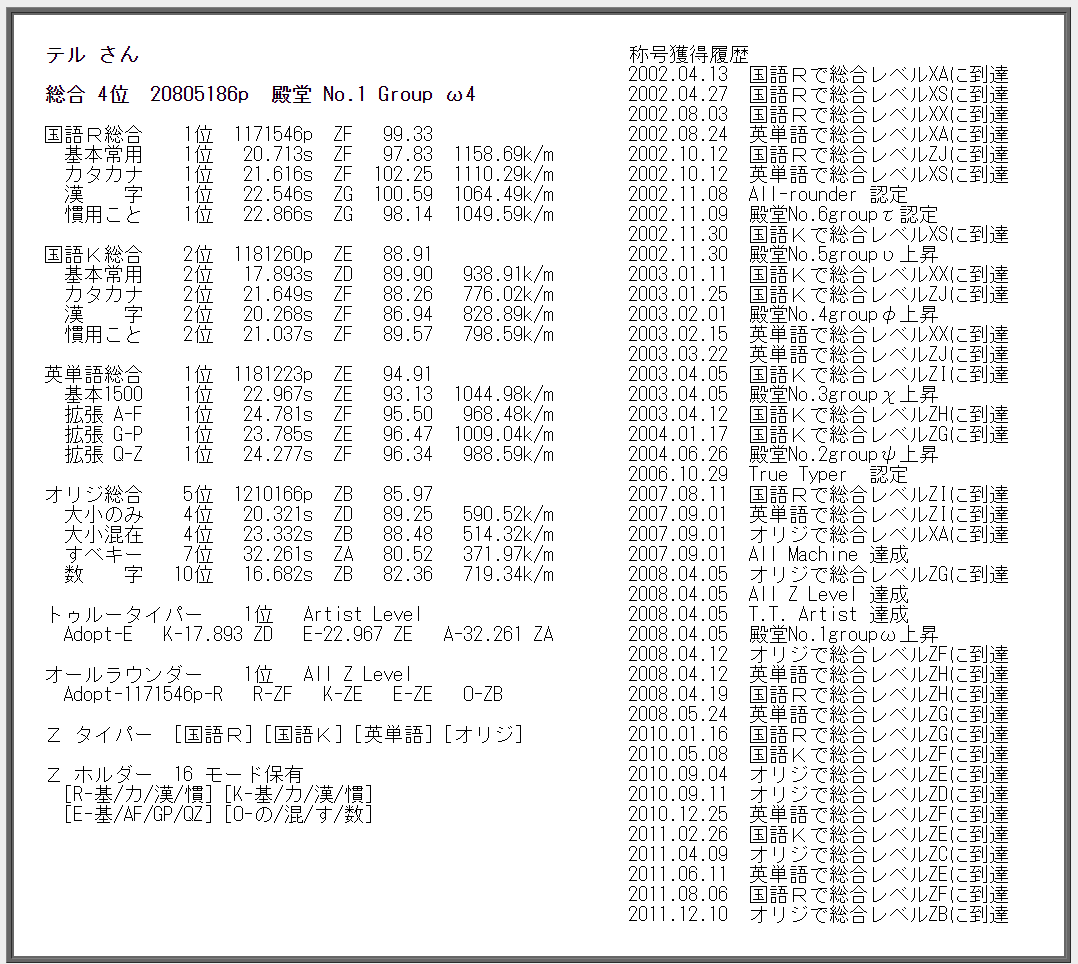 テル さん
総合 4位 20805186p 殿堂 No.1 Group ω4
国語Ｒ総合 1位 1171546p ZF 99.33
基本常用 1位 20.713s ZF 97.83 1158.69k/m
カタカナ 1位 21.616s ZF 102.25 1110.29k/m
漢　字 1位 22.546s ZG 100.59 1064.49k/m
慣用こと 1位 22.866s ZG 98.14 1049.59k/m
国語Ｋ総合 2位 1181260p ZE 88.91
基本常用 2位 17.893s ZD 89.90 938.91k/m
カタカナ 2位 21.649s ZF 88.26 776.02k/m
漢　字 2位 20.268s ZF 86.94 828.89k/m
慣用こと 2位 21.037s ZF 89.57 798.59k/m
英単語総合 1位 1181223p ZE 94.91
基本1500 1位 22.967s ZE 93.13 1044.98k/m
拡張 A-F 1位 24.781s ZF 95.50 968.48k/m
拡張 G-P 1位 23.785s ZE 96.47 1009.04k/m
拡張 Q-Z 1位 24.277s ZF 96.34 988.59k/m
オリジ総合 5位 1210166p ZB 85.97
大小のみ 4位 20.321s ZD 89.25 590.52k/m
大小混在 4位 23.332s ZB 88.48 514.32k/m
すべキー 7位 32.261s ZA 80.52 371.97k/m
数　字 10位 16.682s ZB 82.36 719.34k/m
トゥルータイパー 1位 Artist Level
Adopt-E K-17.893 ZD E-22.967 ZE A-32.261 ZA
オールラウンダー 1位 All Z Level
Adopt-1171546p-R R-ZF K-ZE E-ZE O-ZB
Ｚ タイパー [国語Ｒ] [国語Ｋ] [英単語] [オリジ]
Ｚ ホルダー 16 モード保有
[R-基/カ/漢/慣] [K-基/カ/漢/慣]
[E-基/AF/GP/QZ] [O-の/混/す/数]
称号獲得履歴
2002.04.13 国語Ｒで総合レベルXAに到達
2002.04.27 国語Ｒで総合レベルXSに到達
2002.08.03 国語Ｒで総合レベルXXに到達
2002.08.24 英単語で総合レベルXAに到達
2002.10.12 国語Ｒで総合レベルZJに到達
2002.10.12 英単語で総合レベルXSに到達
2002.11.08 All-rounder 認定
2002.11.09 殿堂No.6groupτ認定
2002.11.30 国語Ｋで総合レベルXSに到達
2002.11.30 殿堂No.5groupυ上昇
2003.01.11 国語Ｋで総合レベルXXに到達
2003.01.25 国語Ｋで総合レベルZJに到達
2003.02.01 殿堂No.4groupφ上昇
2003.02.15 英単語で総合レベルXXに到達
2003.03.22 英単語で総合レベルZJに到達
2003.04.05 国語Ｋで総合レベルZIに到達
2003.04.05 殿堂No.3groupχ上昇
2003.04.12 国語Ｋで総合レベルZHに到達
2004.01.17 国語Ｋで総合レベルZGに到達
2004.06.26 殿堂No.2groupψ上昇
2006.10.29 True Typer 認定
2007.08.11 国語Ｒで総合レベルZIに到達
2007.09.01 英単語で総合レベルZIに到達
2007.09.01 オリジで総合レベルXAに到達
2007.09.01 All Machine 達成
2008.04.05 オリジで総合レベルZGに到達
2008.04.05 All Z Level 達成
2008.04.05 T.T. Artist 達成
2008.04.05 殿堂No.1groupω上昇
2008.04.12 オリジで総合レベルZFに到達
2008.04.12 英単語で総合レベルZHに到達
2008.04.19 国語Ｒで総合レベルZHに到達
2008.05.24 英単語で総合レベルZGに到達
2010.01.16 国語Ｒで総合レベルZGに到達
2010.05.08 国語Ｋで総合レベルZFに到達
2010.09.04 オリジで総合レベルZEに到達
2010.09.11 オリジで総合レベルZDに到達
2010.12.25 英単語で総合レベルZFに到達
2011.02.26 国語Ｋで総合レベルZEに到達
2011.04.09 オリジで総合レベルZCに到達
2011.06.11 英単語で総合レベルZEに到達
2011.08.06 国語Ｒで総合レベルZFに到達
2011.12.10 オリジで総合レベルZBに到達